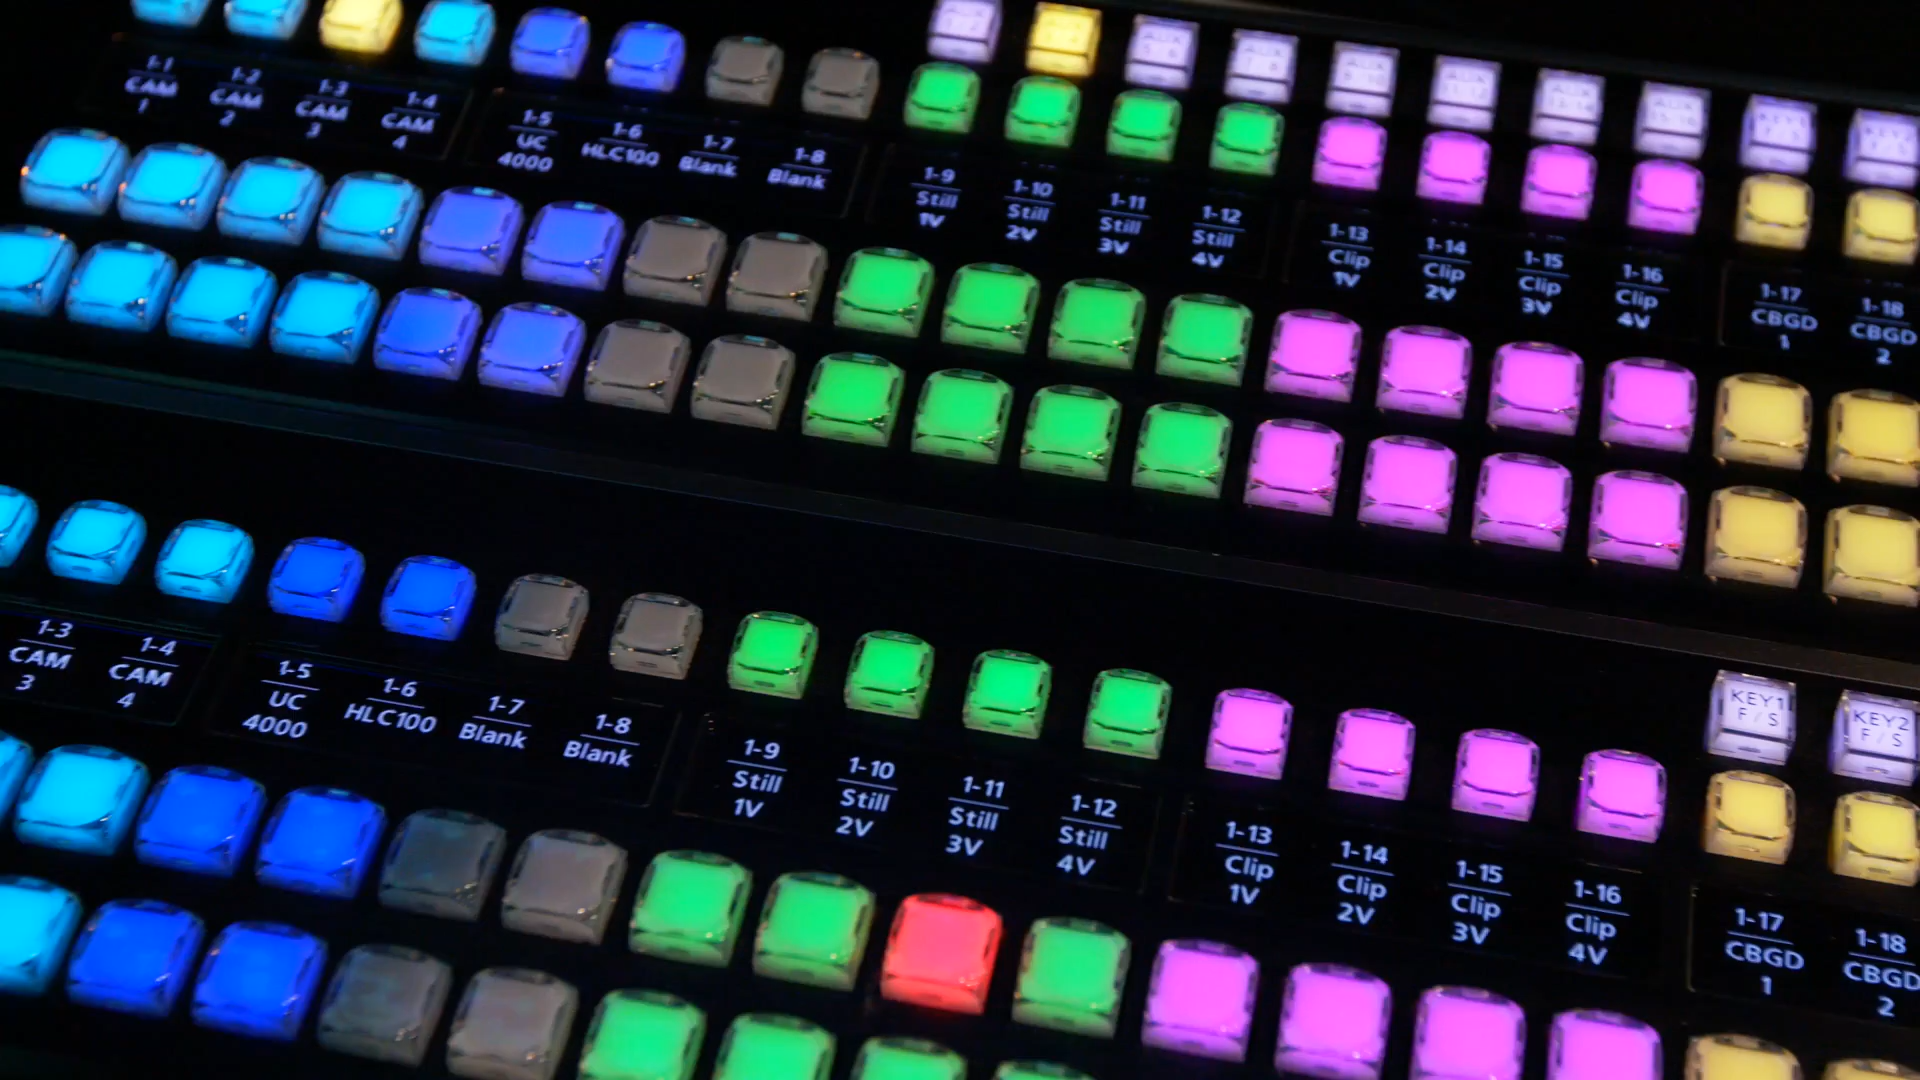 1-1 1-2 1-3 1-4 1-5 1-6 1-7 1-8 1-9 1-10 1-11 1-12 1-13 1-14 1-15 1-16 1-17 1-18
CAM CAM CAM CAM UC HLC100 Blank Blank Still Still Still Still Clip Clip Clip Clip CBGD CBGD
1 2 3 4 4000 1V 2V 3V 4V 1V 2V 3V 4V 1 2
KEY1 KEY2
F/S F/S
1-3 1-4 1-5 1-6 1-7 1-8 1-9 1-10 1-11 1-12 1-13 1-14 1-15 1-16 1-17 1-18
CAM CAM UC HLC100 Blank Blank Still Still Still Still Clip Clip Clip Clip CBGD CBGD
3 4 4000 1V 2V 3V 4V 1V 2V 3V 4V 1 2